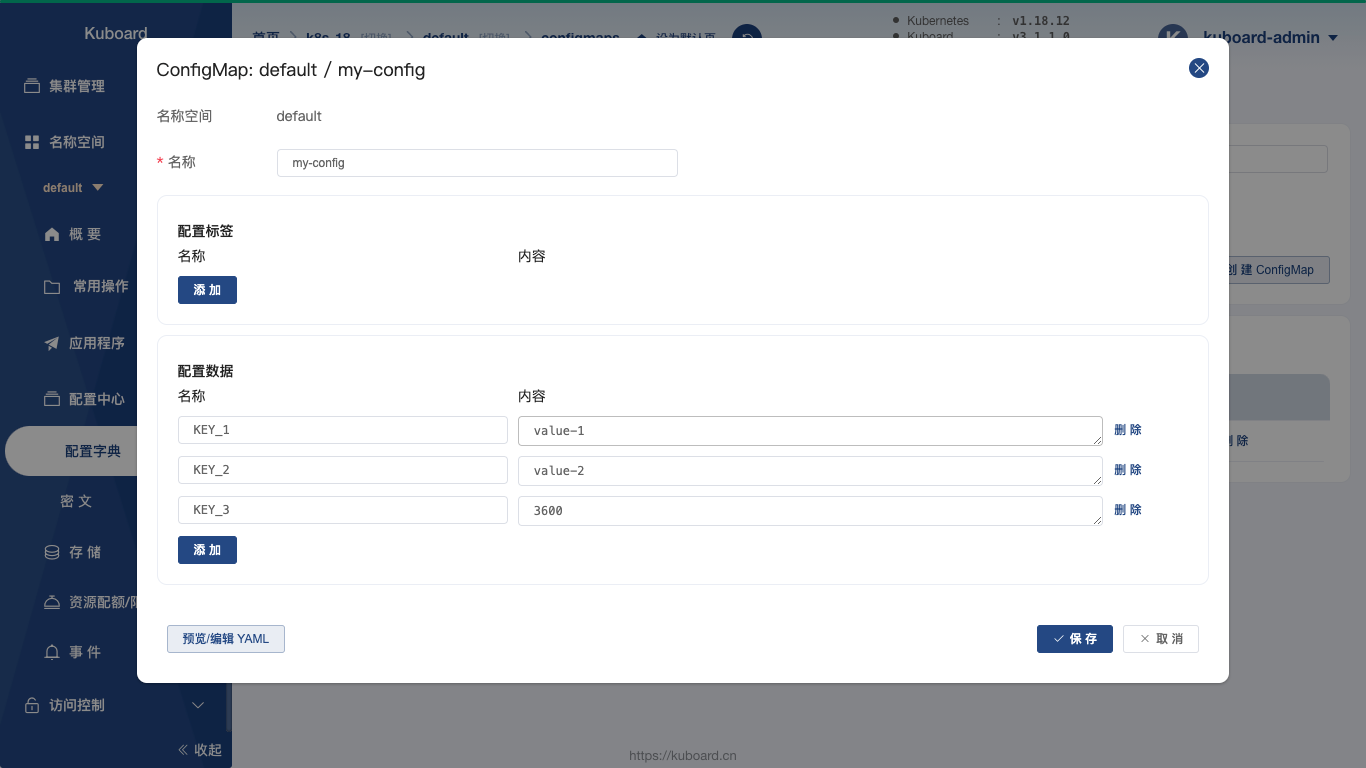 Kuboard
首页
k8s-18 [切换]
default [切换]
configmaps
设为默认页
Kubernetes : v1.18.12
Kuboard : v3.1.1.0
kuboard-admin
集群管理
名称空间
default
概 要
常用操作
应用程序
配置中心
配置字典
密 文
存 储
资源配额/
事 件
访问控制
收起
ConfigMap: default / my-config
名称空间 default
* 名称 my-config
配置标签
名称 内容
添 加
配置数据
名称 内容
KEY_1 value-1 删 除
KEY_2 value-2 删 除
KEY_3 3600 删 除
添 加
预览/编辑 YAML
保 存
取 消
创 建 ConfigMap
除
https://kuboard.cn